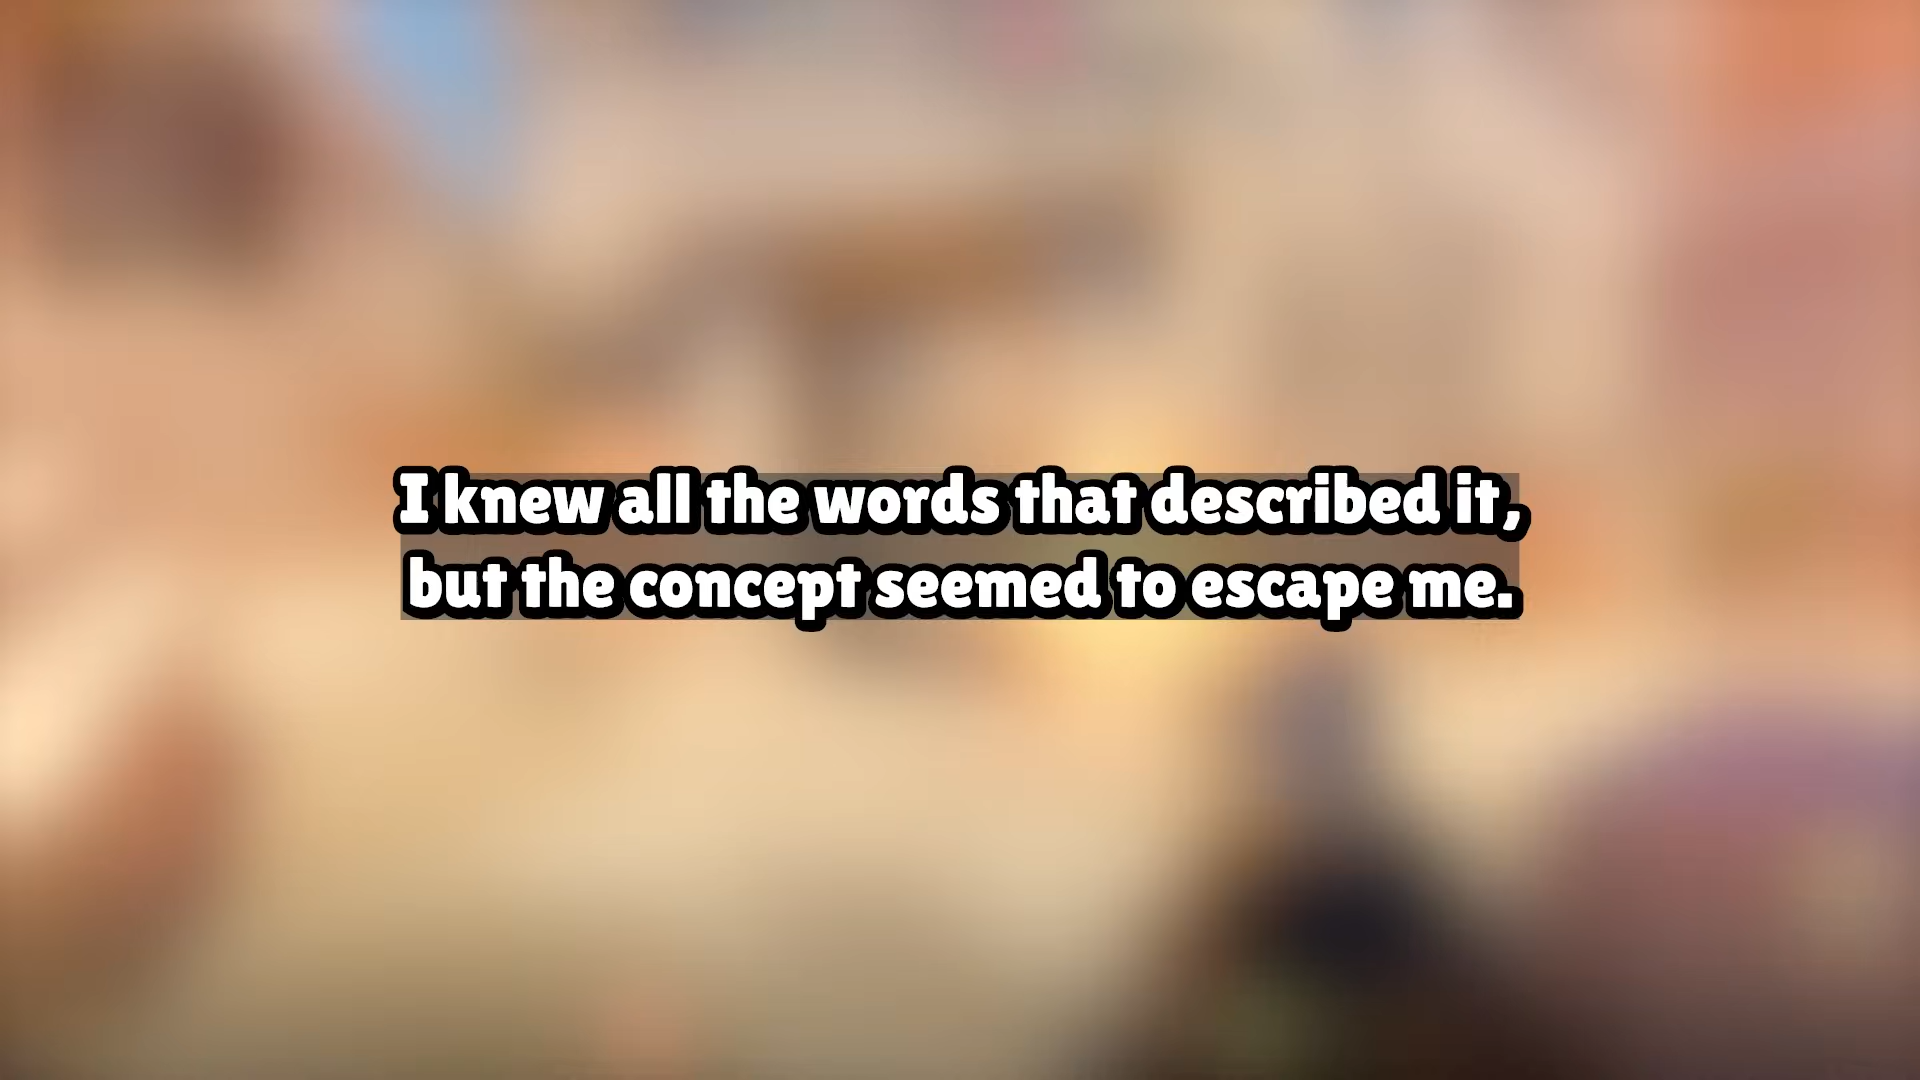 I knew all the words that described it,
but the concept seemed to escape me.